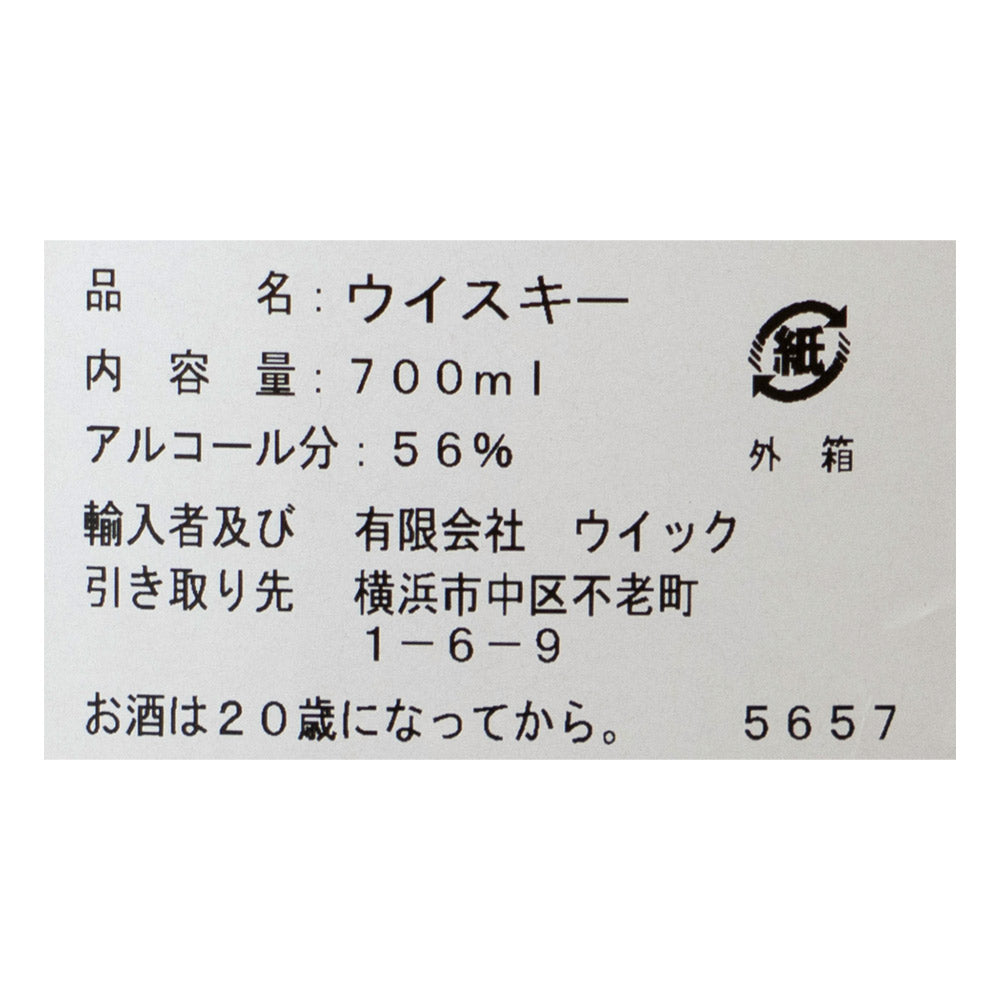 品名：ウイスキー
内容量：７００ｍｌ
紙
アルコール分：５６％
外箱
輸入者及び 有限会社 ウイック
引き取り先 横浜市中区不老町
１－６－９
お酒は２０歳になってから。 ５６５７